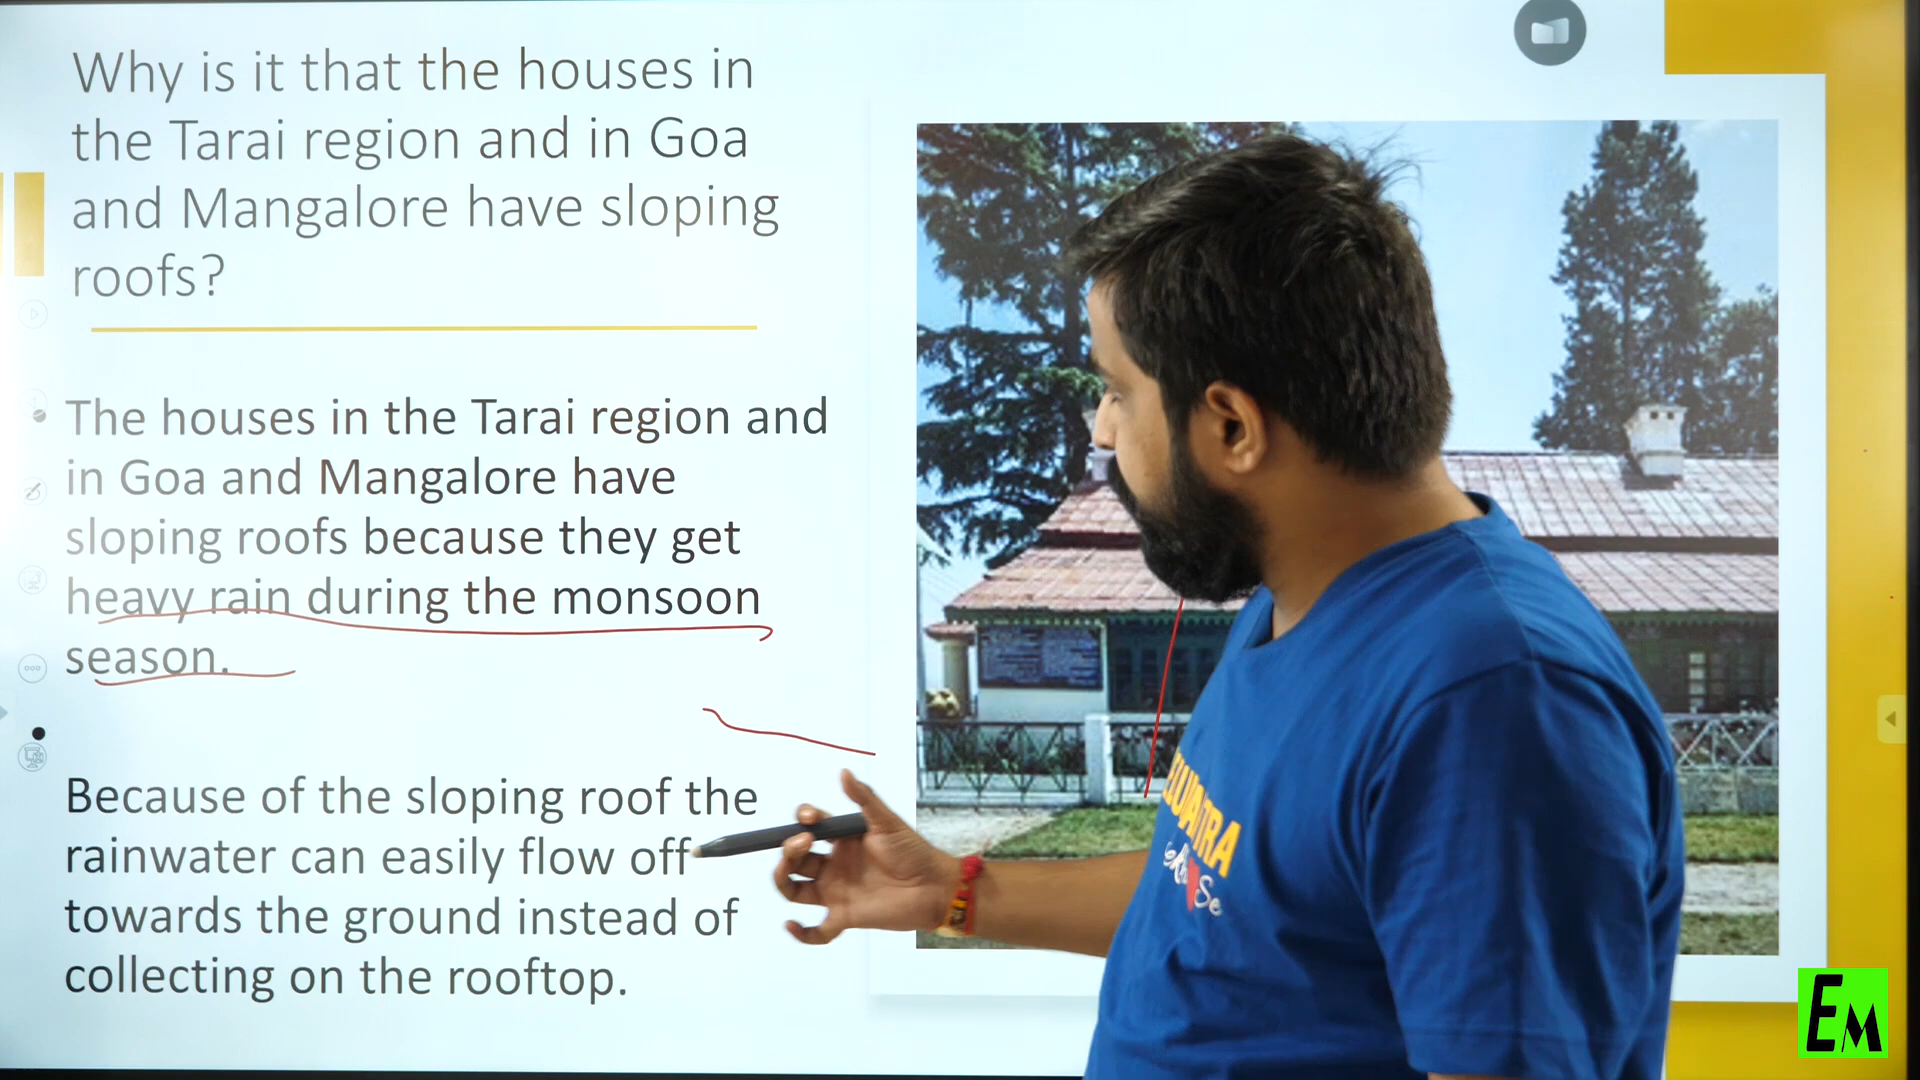 Why is it that the houses in
the Tarai region and in Goa
and Mangalore have sloping
roofs?
The houses in the Tarai region and
in Goa and Mangalore have
sloping roofs because they get
heavy rain during the monsoon
season.
Because of the sloping roof the
rainwater can easily flow off
towards the ground instead of
collecting on the rooftop.
Se
EM